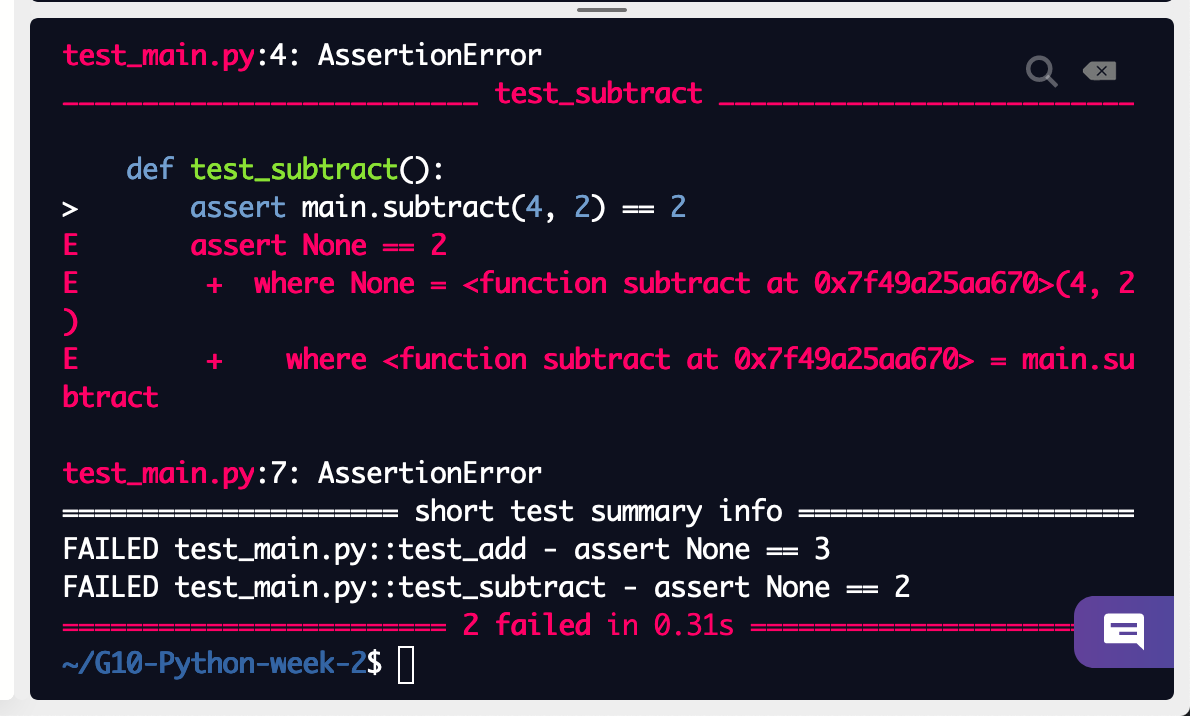 test_main.py:4: AssertionError
__________________________ test_subtract __________________________
    def test_subtract():
>       assert main.subtract(4, 2) == 2
E       assert None == 2
E        +  where None = <function subtract at 0x7f49a25aa670>(4, 2
)
E        +    where <function subtract at 0x7f49a25aa670> = main.su
btract
test_main.py:7: AssertionError
===================== short test summary info =====================
FAILED test_main.py::test_add - assert None == 3
FAILED test_main.py::test_subtract - assert None == 2
======================== 2 failed in 0.31s =====================
~/G10-Python-week-2$